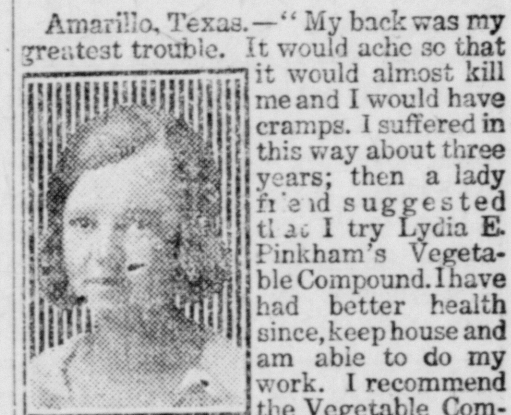 Amarillo, Texas.—“My back was my
greatest trouble. It would ache so that
it would almost kill
me and I would have
cramps. I suffered in
this way about three
years; then a lady
friend suggested
that I try Lydia E.
Pinkham's Vegeta-
ble Compound. I have
had better health
since, keep house and
am able to do my
work. I recommend
the Vegetable Com-